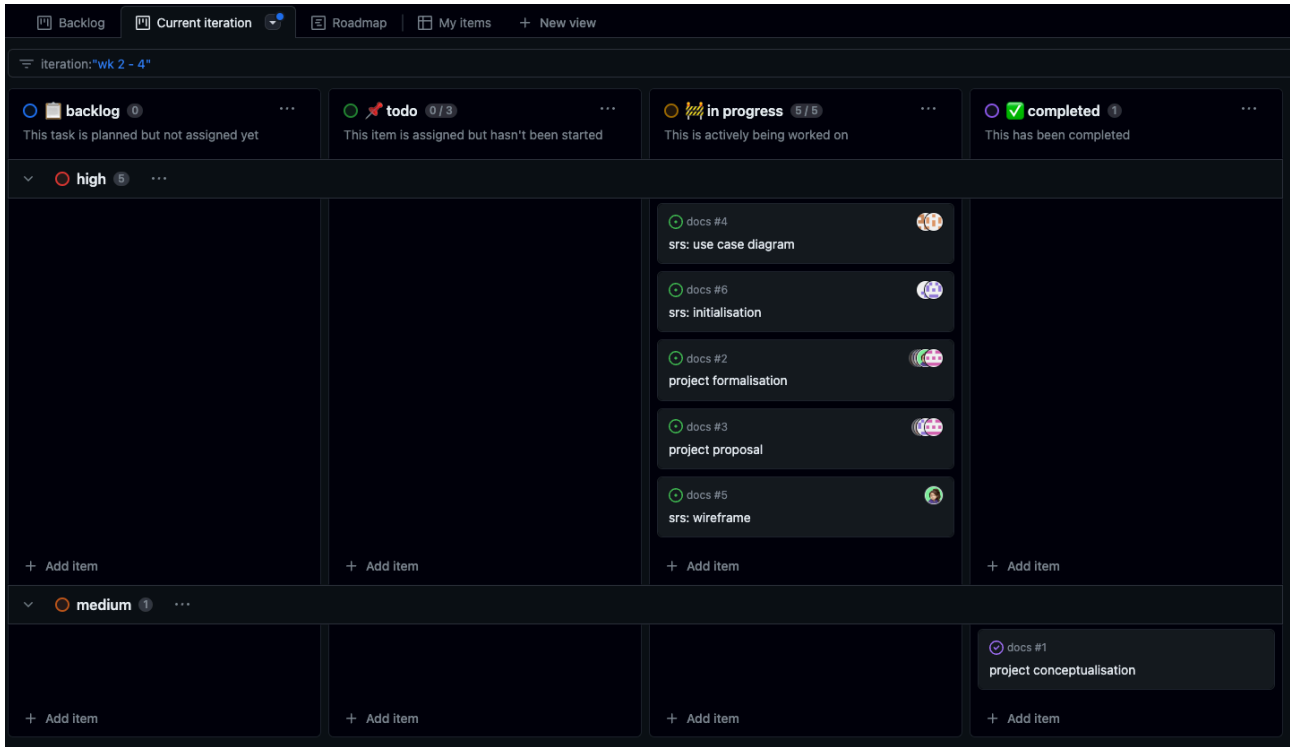 Backlog
Current iteration
Roadmap
My items
+ New view
iteration:"wk 2 - 4"
backlog 0
This task is planned but not assigned yet
todo 0/3
This item is assigned but hasn't been started
in progress 5/5
This is actively being worked on
completed 1
This has been completed
high 5
docs #4
srs: use case diagram
docs #6
srs: initialisation
docs #2
project formalisation
docs #3
project proposal
docs #5
srs: wireframe
+ Add item
+ Add item
+ Add item
+ Add item
medium 1
docs #1
project conceptualisation
+ Add item
+ Add item
+ Add item
+ Add item